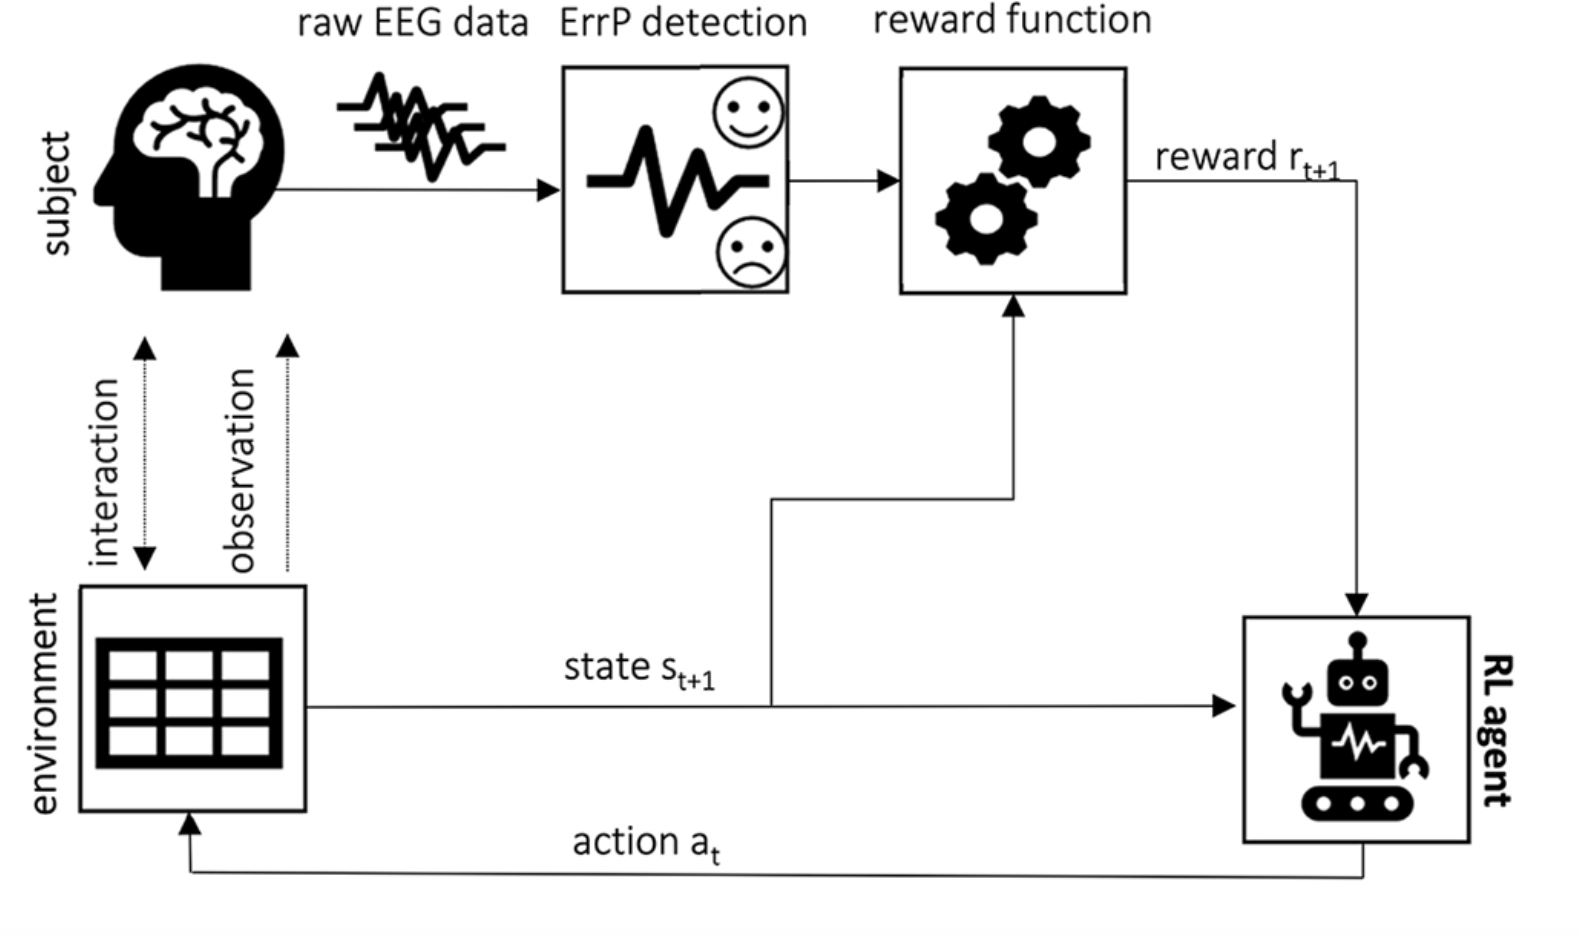 raw EEG data
ErrP detection
reward function
subject
reward r_{t+1}
interaction
observation
environment
state s_{t+1}
RL agent
action a_t